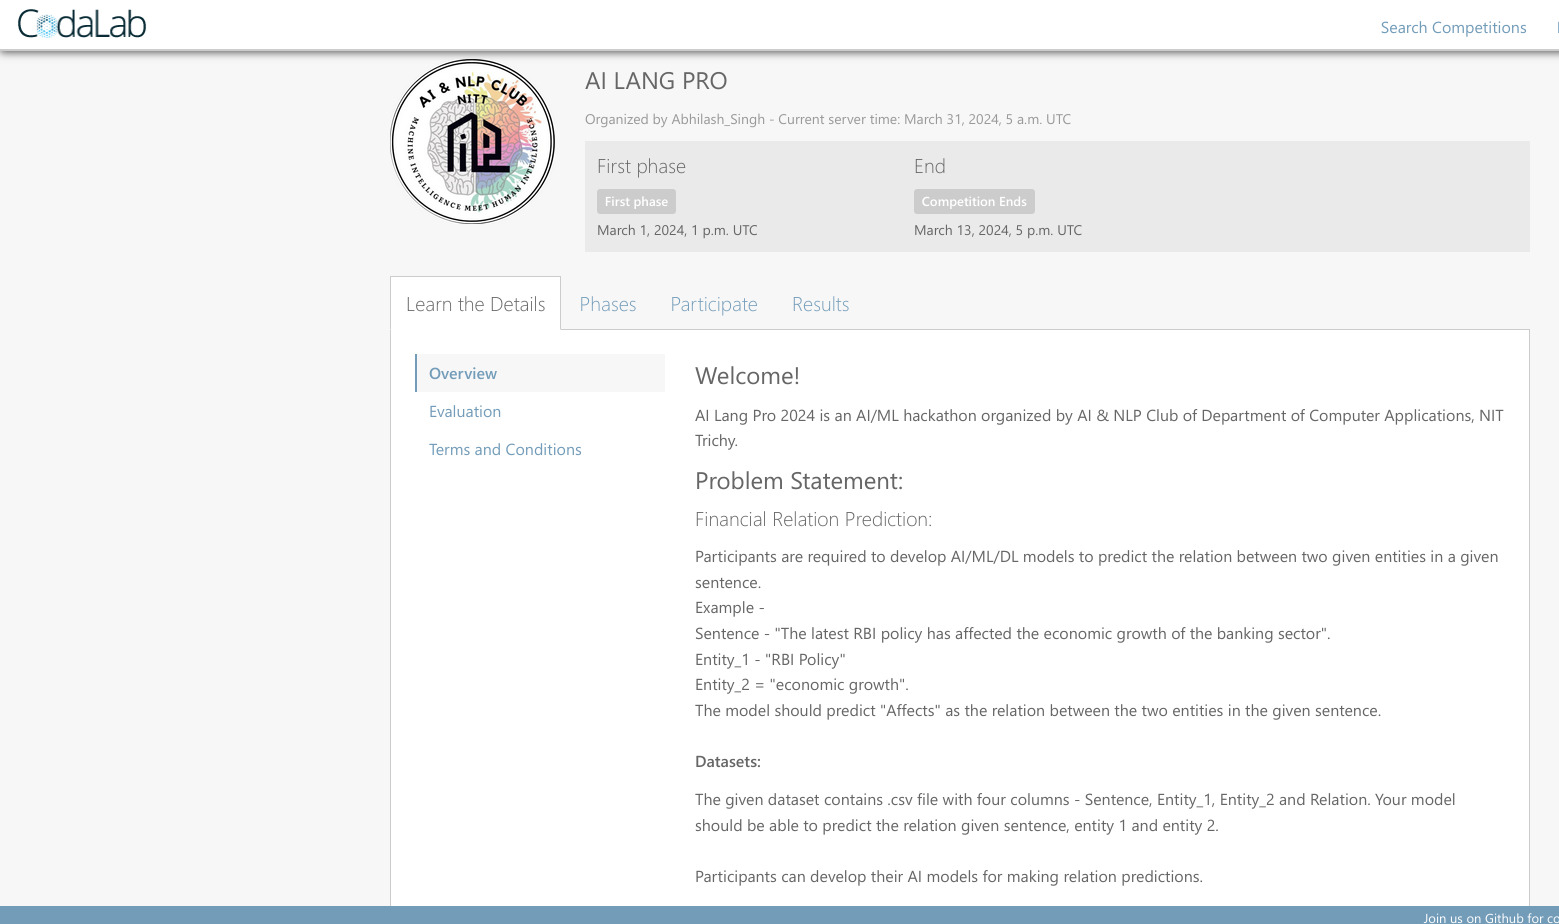 CodaLab
Search Competitions
AI & NLP CLUB
NITT
MACHINE INTELLIGENCE MEET HUMAN INTELLIGENCE
AI LANG PRO
Organized by Abhilash_Singh - Current server time: March 31, 2024, 5 a.m. UTC
First phase
First phase
March 1, 2024, 1 p.m. UTC
End
Competition Ends
March 13, 2024, 5 p.m. UTC
Learn the Details
Phases
Participate
Results
Overview
Evaluation
Terms and Conditions
Welcome!
AI Lang Pro 2024 is an AI/ML hackathon organized by AI & NLP Club of Department of Computer Applications, NIT
Trichy.
Problem Statement:
Financial Relation Prediction:
Participants are required to develop AI/ML/DL models to predict the relation between two given entities in a given
sentence.
Example -
Sentence - "The latest RBI policy has affected the economic growth of the banking sector".
Entity_1 - "RBI Policy"
Entity_2 = "economic growth".
The model should predict "Affects" as the relation between the two entities in the given sentence.
Datasets:
The given dataset contains .csv file with four columns - Sentence, Entity_1, Entity_2 and Relation. Your model
should be able to predict the relation given sentence, entity 1 and entity 2.
Participants can develop their AI models for making relation predictions.
Join us on Github for